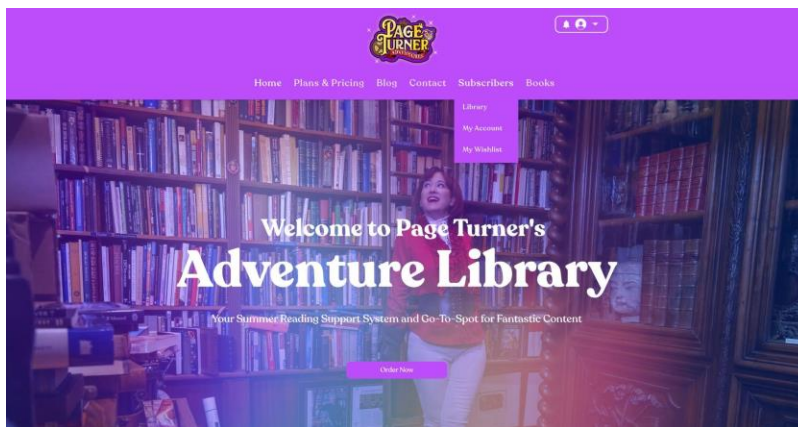 PAGE
TURNER
ADVENTURES
Home Plans & Pricing Blog Contact Subscribers Books
Library
My Account
My Wishlist
Welcome to Page Turner's
Adventure Library
Your Summer Reading Support System and Go-To-Spot for Fantastic Content
Order Now